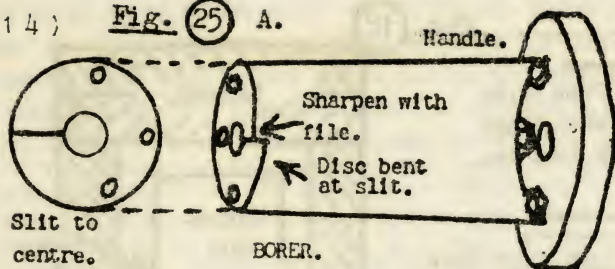 14)
Fig. 25 A.
Handle.
Sharpen with
file.
Disc bent
at slit.
Slit to
centre.
BORER.